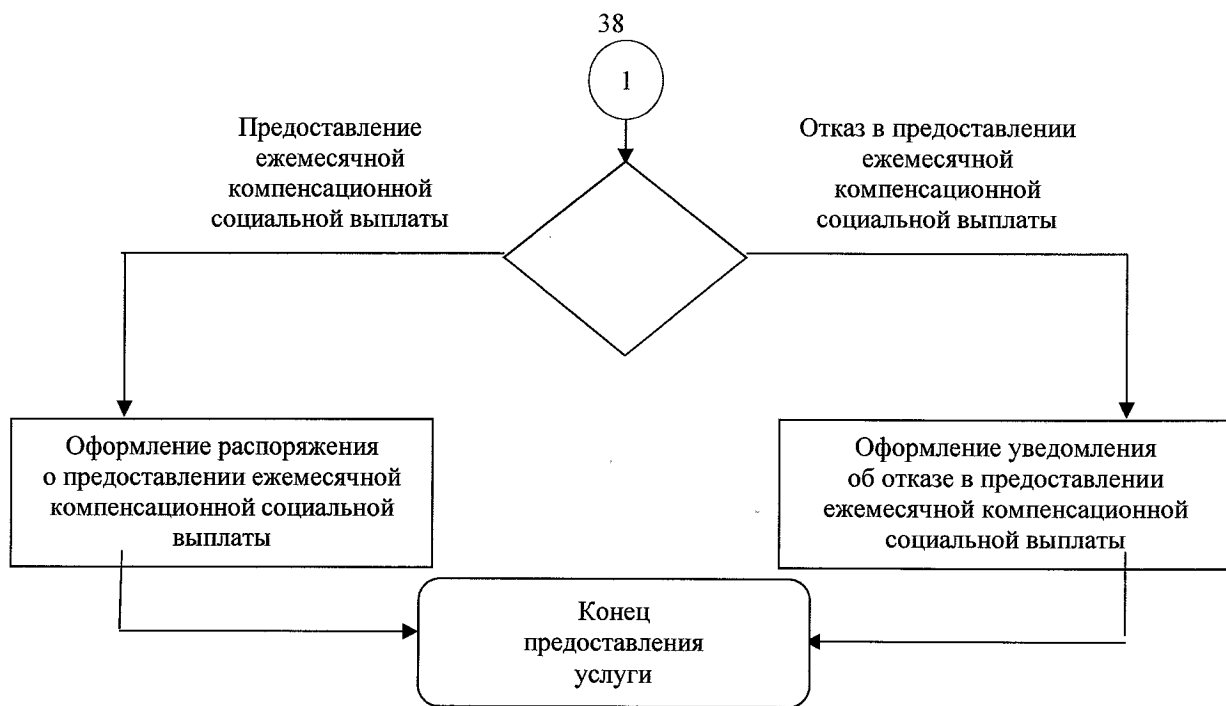 38
1
Предоставление
ежемесячной
компенсационной
социальной выплаты
Отказ в предоставлении
ежемесячной
компенсационной
социальной выплаты
Оформление распоряжения
о предоставлении ежемесячной
компенсационной социальной
выплаты
Оформление уведомления
об отказе в предоставлении
ежемесячной компенсационной
социальной выплаты
Конец
предоставления
услуги